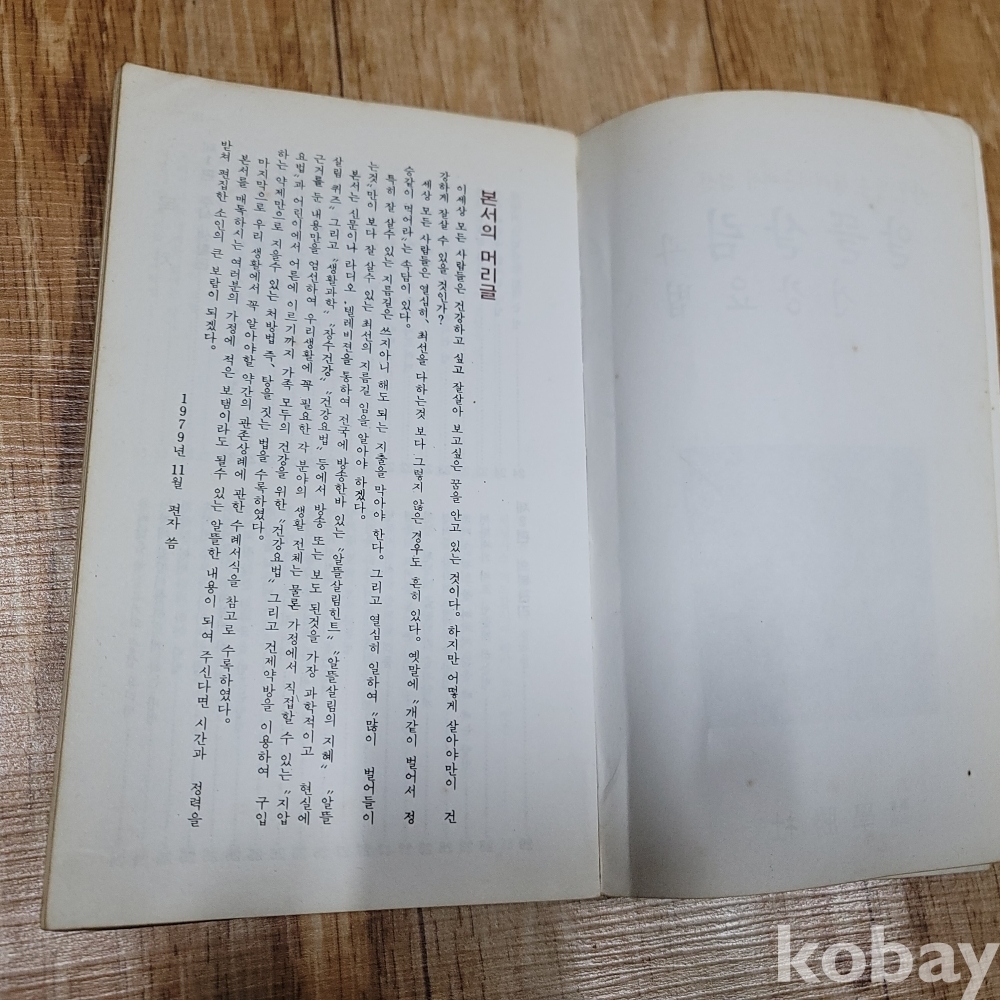 본서의 머리글
이세상 모든 사람들은 건강하고 싶고 잘살아 보고싶은 꿈을 안고 있는 것이다. 하지만 어떻게 살아야만이 건
강하게 잘살 수 있을 것인가?
세상 모든 사람들은 열심히, 최선을 다하는것 보다 그렇지 않은 경우도 흔히 있다. 옛말에 "개같이 벌어서 정
승같이 먹어라"는 속담이 있다.
특히 잘 살수 있는 지름길은 쓰지아니 해도 되는 지출을 막아야 한다. 그리고 열심히 일하여 "많이 벌어들이
는것"만이 보다 잘 살수 있는 최선의 지름길 임을 알아야 하겠다.
본서는 신문이나 라디오, 텔레비젼을 통하여 전국에 방송한바 있는 "알뜰살림힌트" "알뜰살림의 지혜" "알뜰
살림 퀴즈" 그리고 "생활과학" "장수건강" "건강요법" 등에서 방송 또는 보도 된것을 가장 과학적이고 현실에
근거를 둔 내용만을 엄선하여 우리생활에 꼭 필요한 각 분야의 생활 전체는 물론 가정에서 직접할 수 있는 "지압
요법"과 어린이에서 어른에 이르기까지 가족 모두의 건강을 위한 "건강요법" 그리고 건제약방을 이용하여 구입
하는 약제만으로 지을수 있는 처방법 즉, 탕을 짓는 법을 수록하였다.
마지막으로 우리 생활에서 꼭 알아야할 약간의 관존상례에 관한 수례서식을 참고로 수록하였다.
본서를 매독하시는 여러분의 가정에 적은 보탬이라도 될수 있는 알뜰한 내용이 되여 주신다면 시간과 정력을
받쳐 편집한 소인의 큰 보람이 되겠다.
1979년 11월 편자 씀
kobay